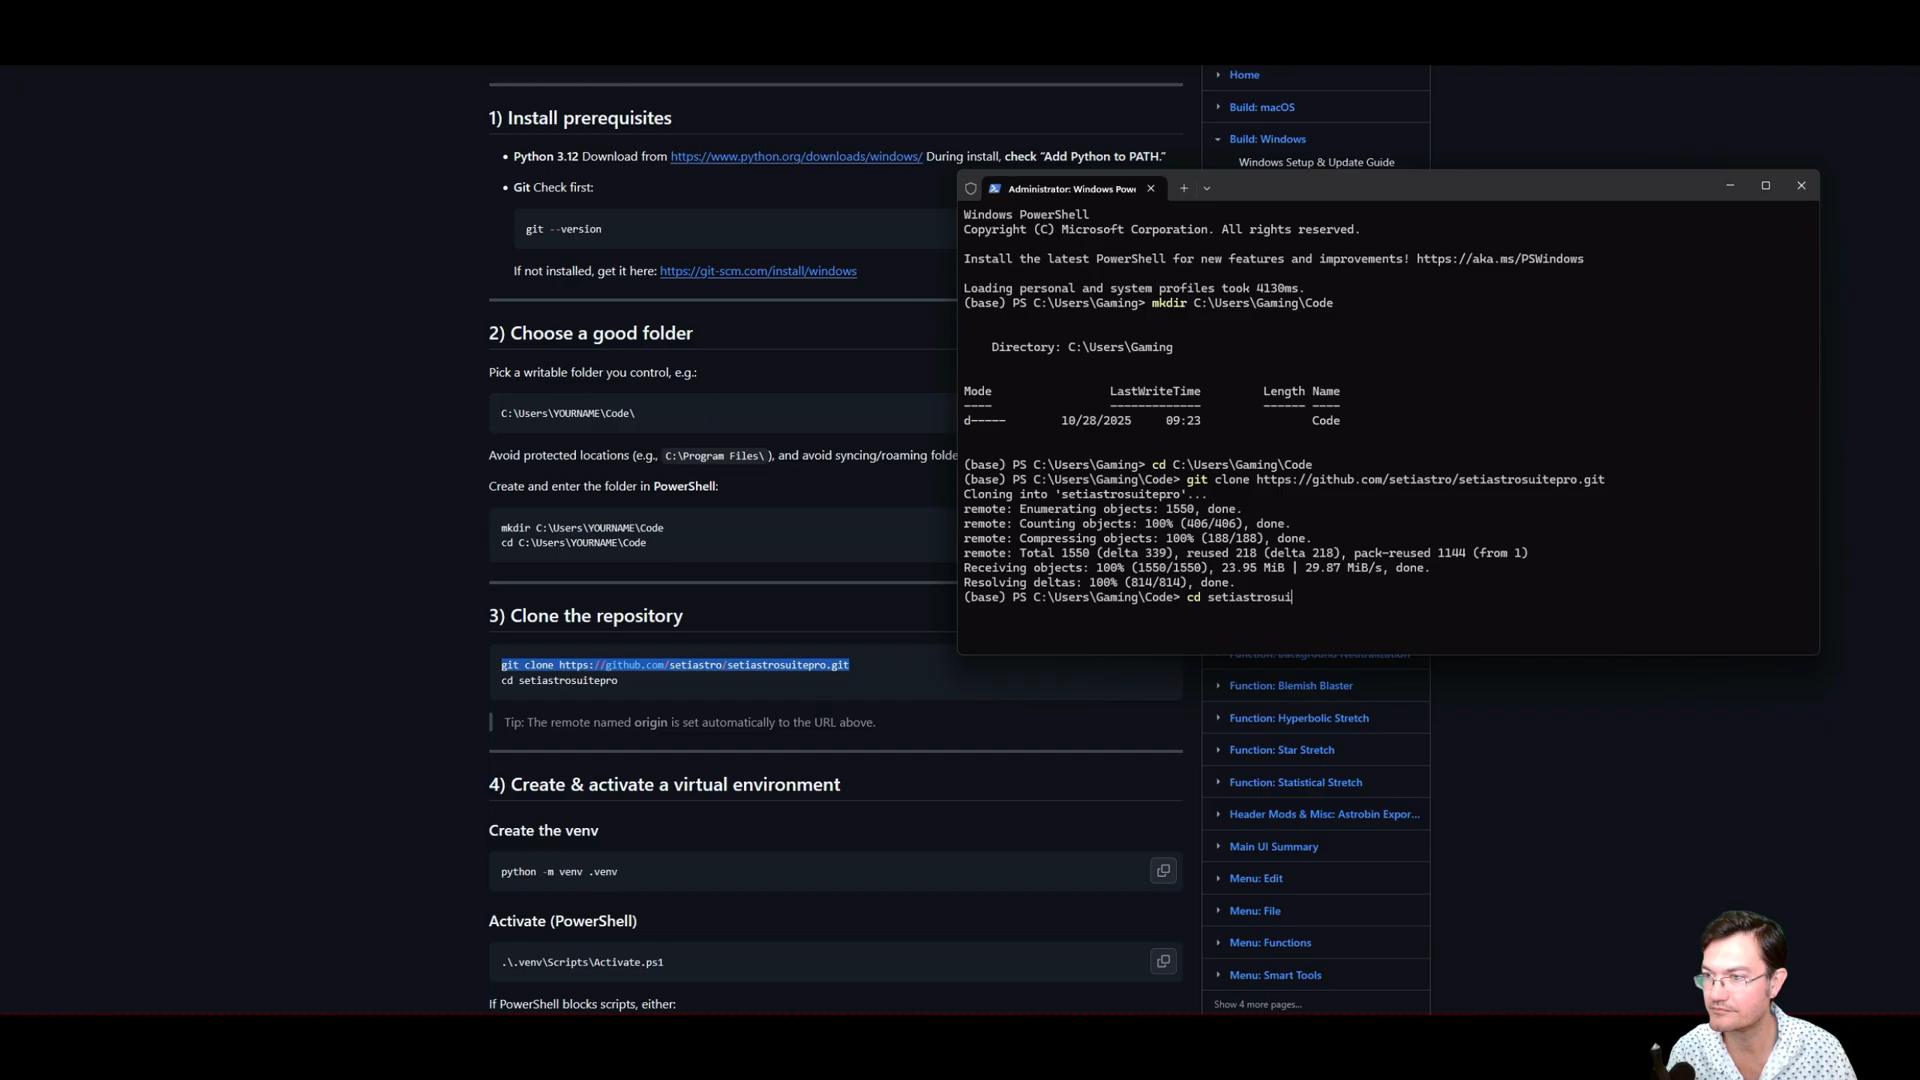 1) Install prerequisites
• Python 3.12 Download from https://www.python.org/downloads/windows/ During install, check “Add Python to PATH.”
• Git Check first:
git --version
If not installed, get it here: https://git-scm.com/install/windows
2) Choose a good folder
Pick a writable folder you control, e.g.:
C:\Users\YOURNAME\Code\
Avoid protected locations (e.g., C:\Program Files\), and avoid syncing/roaming folde
Create and enter the folder in PowerShell:
mkdir C:\Users\YOURNAME\Code
cd C:\Users\YOURNAME\Code
3) Clone the repository
git clone https://github.com/setiastro/setiastrosuitepro.git
cd setiastrosuitepro
Tip: The remote named origin is set automatically to the URL above.
4) Create & activate a virtual environment
Create the venv
python -m venv .venv
Activate (PowerShell)
.\.venv\Scripts\Activate.ps1
If PowerShell blocks scripts, either:
Home
Build: macOS
Build: Windows
Windows Setup & Update Guide
Administrator: Windows Powe
Windows PowerShell
Copyright (C) Microsoft Corporation. All rights reserved.
Install the latest PowerShell for new features and improvements! https://aka.ms/PSWindows
Loading personal and system profiles took 4130ms.
(base) PS C:\Users\Gaming> mkdir C:\Users\Gaming\Code
Directory: C:\Users\Gaming
Mode LastWriteTime Length Name
---- ------------- ------ ----
d----- 10/28/2025 09:23 Code
(base) PS C:\Users\Gaming> cd C:\Users\Gaming\Code
(base) PS C:\Users\Gaming\Code> git clone https://github.com/setiastro/setiastrosuitepro.git
Cloning into 'setiastrosuitepro'...
remote: Enumerating objects: 1550, done.
remote: Counting objects: 100% (406/406), done.
remote: Compressing objects: 100% (188/188), done.
remote: Total 1550 (delta 339), reused 218 (delta 218), pack-reused 1144 (from 1)
Receiving objects: 100% (1550/1550), 23.95 MiB | 29.87 MiB/s, done.
Resolving deltas: 100% (814/814), done.
(base) PS C:\Users\Gaming\Code> cd setiastrosui
Function: Background Neutralization
Function: Blemish Blaster
Function: Hyperbolic Stretch
Function: Star Stretch
Function: Statistical Stretch
Header Mods & Misc: Astrobin Expor...
Main UI Summary
Menu: Edit
Menu: File
Menu: Functions
Menu: Smart Tools
Show 4 more pages...